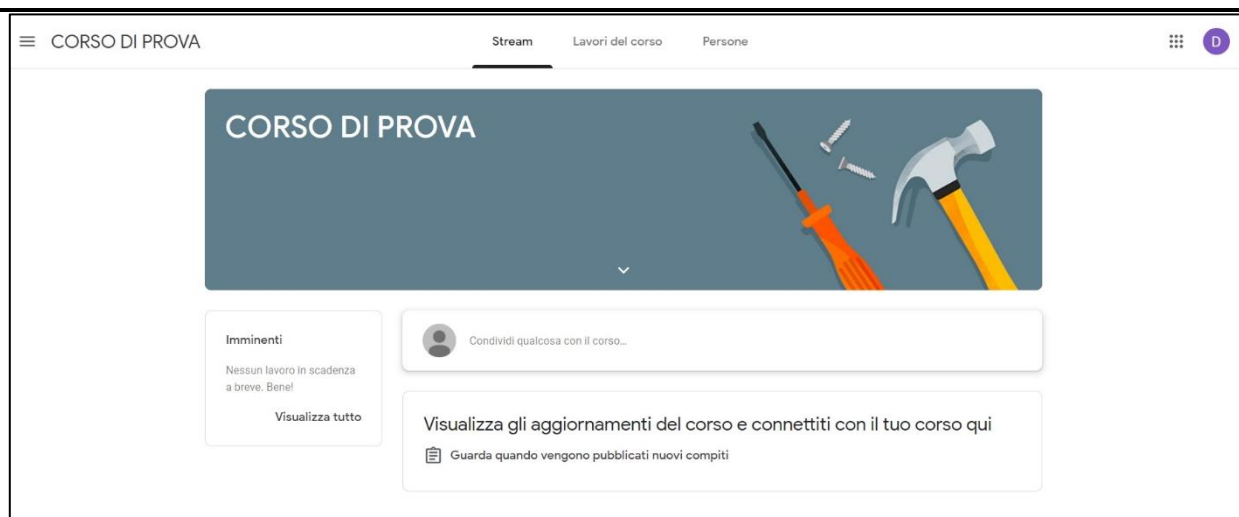 CORSO DI PROVA
Stream
Lavori del corso
Persone
D
CORSO DI PROVA
Imminenti
Nessun lavoro in scadenza
a breve. Bene!
Visualizza tutto
Condividi qualcosa con il corso...
Visualizza gli aggiornamenti del corso e connettiti con il tuo corso qui
Guarda quando vengono pubblicati nuovi compiti